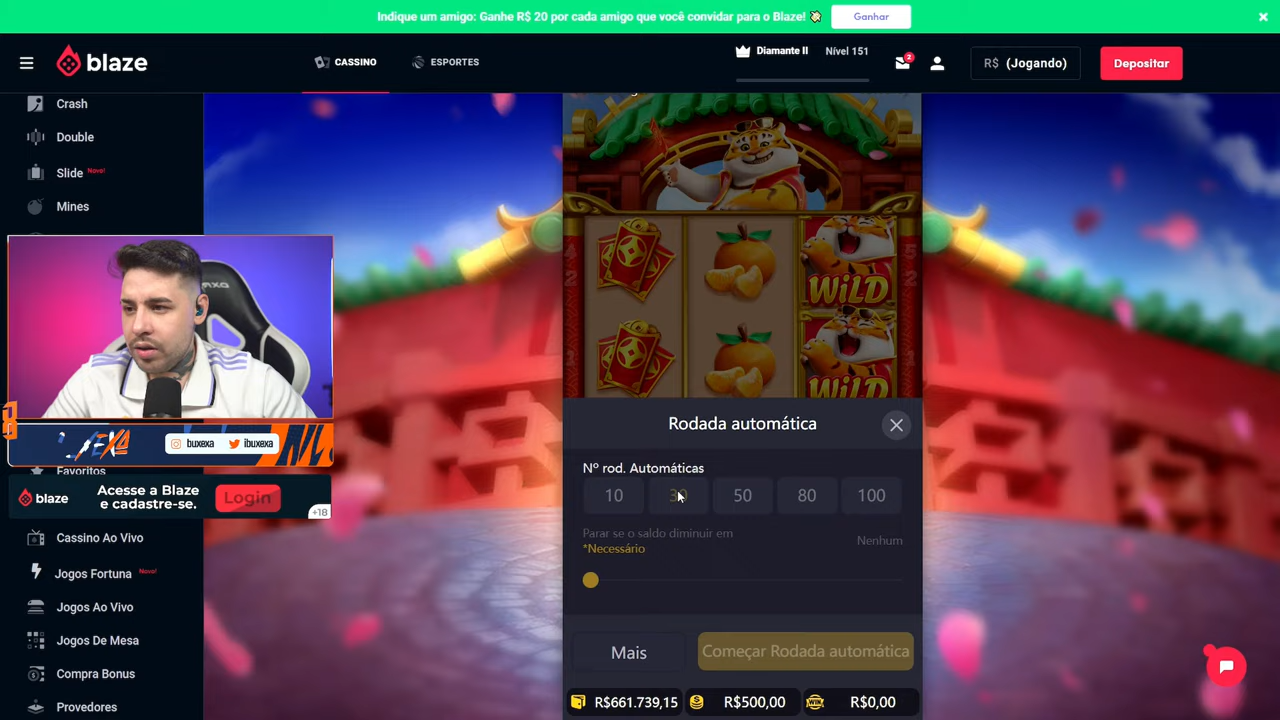 Indique um amigo: Ganhe R$ 20 por cada amigo que você convidar para o Blaze!
Ganhar
blaze
CASSINO
ESPORTES
Diamante II
Nível 151
2
R$ (Jogando)
Depositar
Crash
Double
Slide Novo!
Mines
WILD
WILD
buxexa
ibuxexa
Favoritos
blaze
Acesse a Blaze
e cadastre-se.
Login
+18
Cassino Ao Vivo
Jogos Fortuna Novo!
Jogos Ao Vivo
Jogos De Mesa
Compra Bonus
Provedores
Rodada automática
Nº rod. Automáticas
10
30
50
80
100
Parar se o saldo diminuir em
*Necessário
Nenhum
Mais
Começar Rodada automática
R$661.739,15
R$500,00
R$0,00